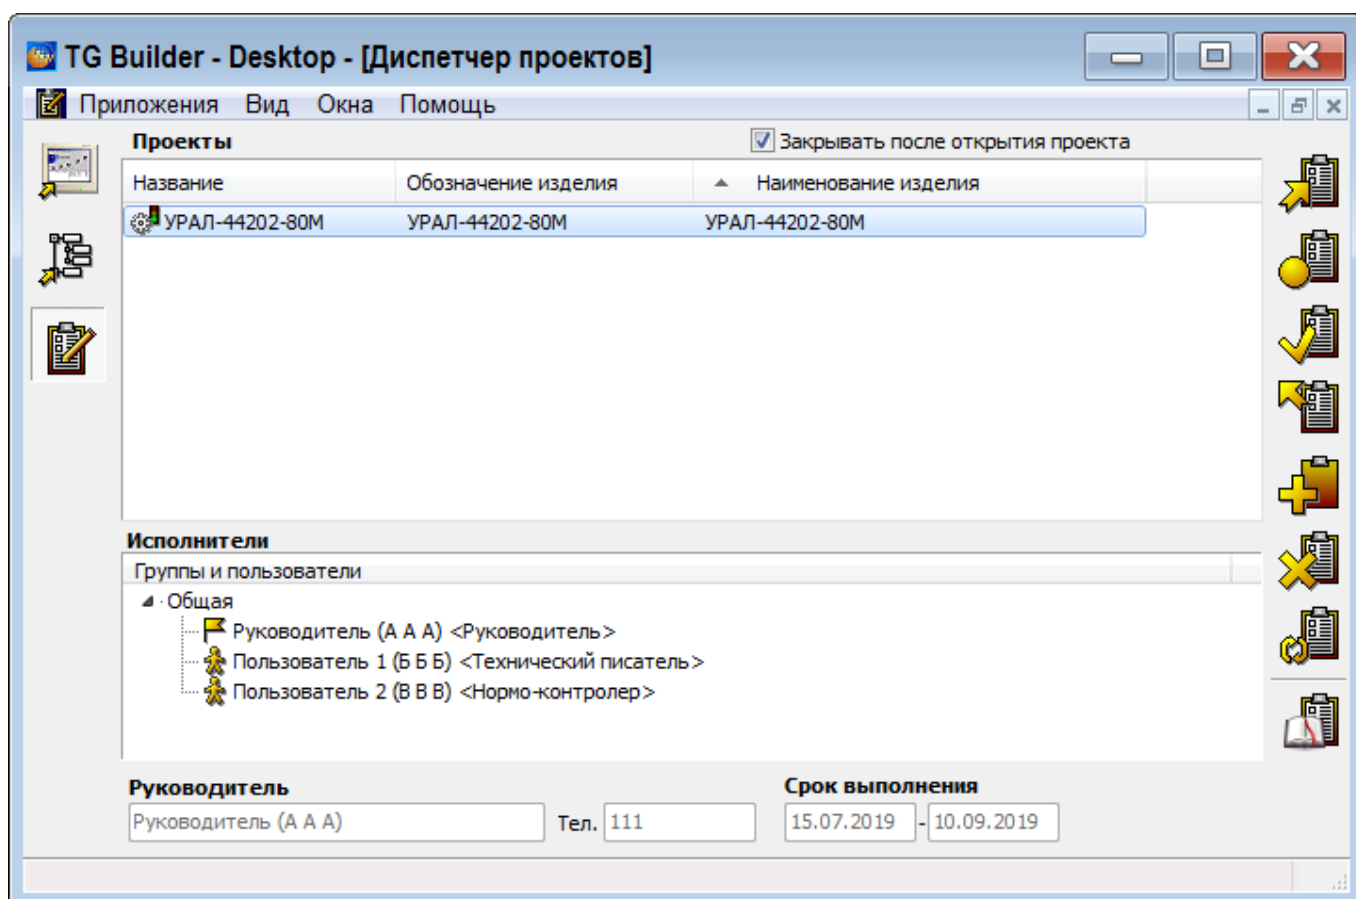 TG Builder - Desktop - [Диспетчер проектов]
Приложения Вид Окна Помощь
Проекты Закрывать после открытия проекта
Название Обозначение изделия Наименование изделия
УРАЛ-44202-80М УРАЛ-44202-80М УРАЛ-44202-80М
Исполнители
Группы и пользователи
Общая
Руководитель (А А А) <Руководитель>
Пользователь 1 (Б Б Б) <Технический писатель>
Пользователь 2 (В В В) <Нормо-контролер>
Руководитель Срок выполнения
Руководитель (А А А) Тел. 111 15.07.2019 - 10.09.2019